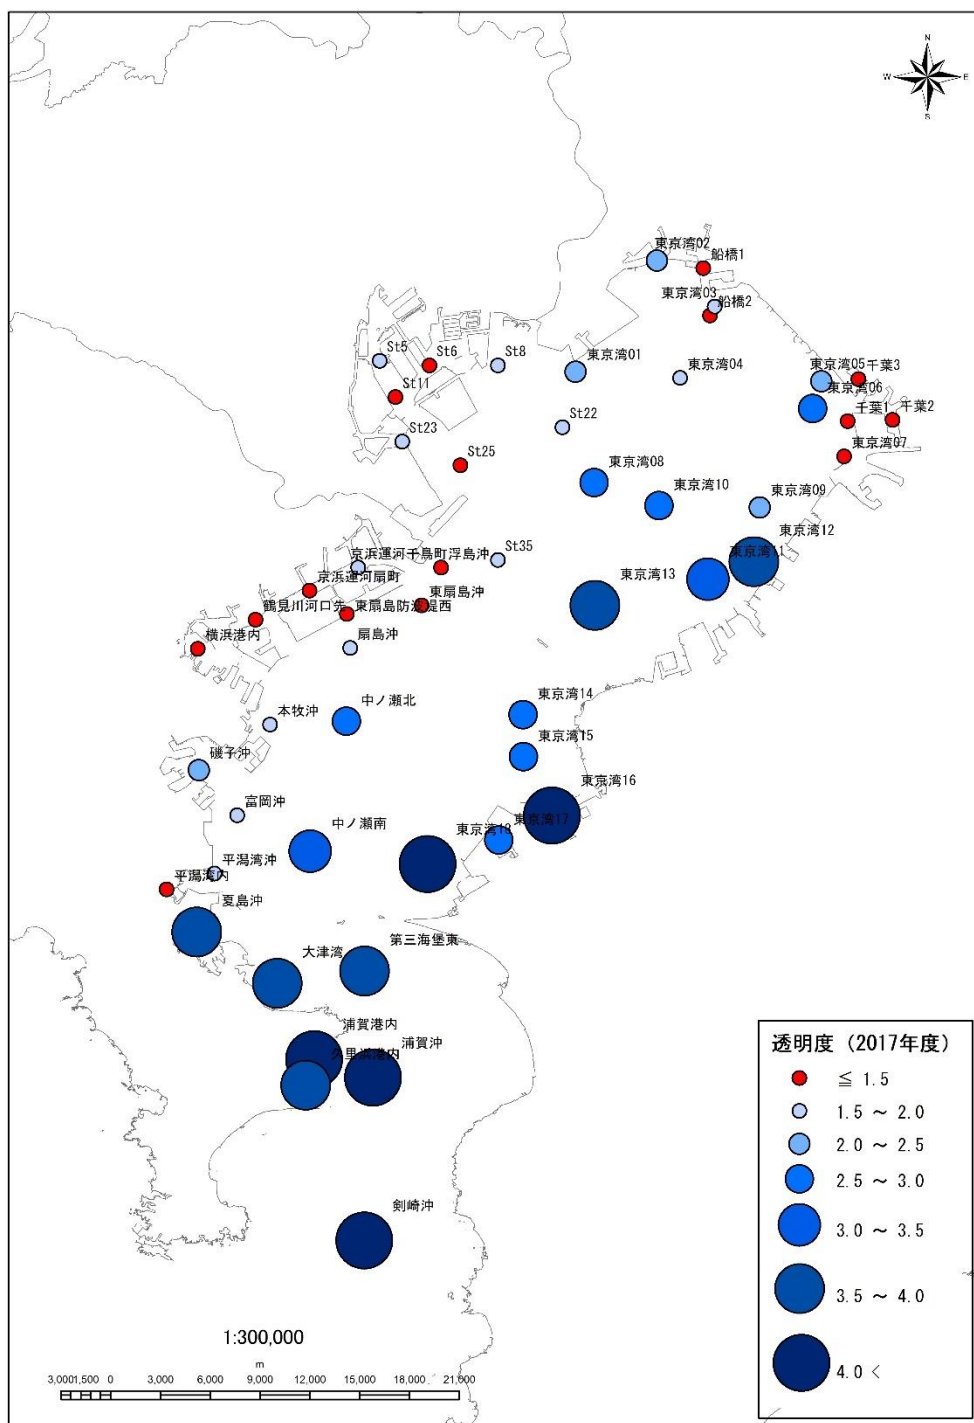 N
W
E
S
東京湾02
船橋1
東京湾03
船橋2
St5
St6
St8
東京湾01
東京湾04
東京湾05
千葉3
東京湾06
St11
St22
千葉1
千葉2
St23
St25
東京湾07
東京湾08
東京湾10
東京湾09
東京湾12
京浜運河千鳥町
浮島沖
St35
東京湾11
京浜運河扇町
東京湾13
鶴見川河口先
東扇島防波堤西
東扇島沖
横浜港内
扇島沖
本牧沖
中ノ瀬北
東京湾14
磯子沖
東京湾15
東京湾16
富岡沖
中ノ瀬南
東京湾17
平潟湾沖
平潟湾内
夏島沖
大津湾
第三海堡東
浦賀港内
浦賀沖
久里浜港内
剣崎沖
透明度（2017年度）
≦ 1.5
1.5 ～ 2.0
2.0 ～ 2.5
2.5 ～ 3.0
3.0 ～ 3.5
3.5 ～ 4.0
4.0 <
1:300,000
m
3,000 1,500 0 3,000 6,000 9,000 12,000 15,000 18,000 21,000